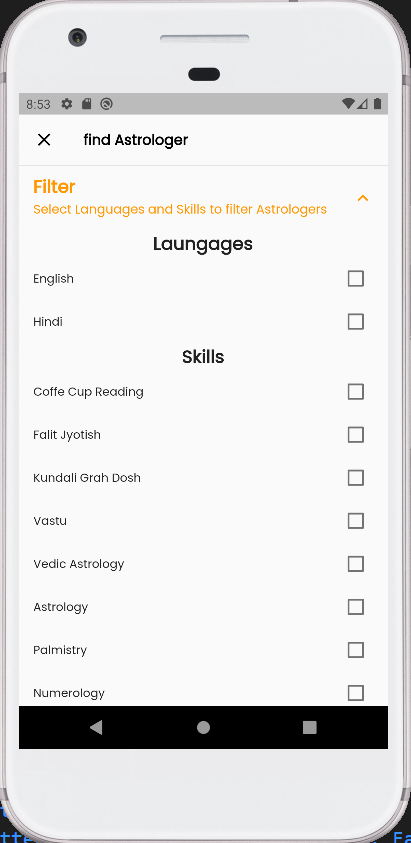 8:53
find Astrologer
Filter
Select Languages and Skills to filter Astrologers
Laungages
English
Hindi
Skills
Coffe Cup Reading
Falit Jyotish
Kundali Grah Dosh
Vastu
Vedic Astrology
Astrology
Palmistry
Numerology